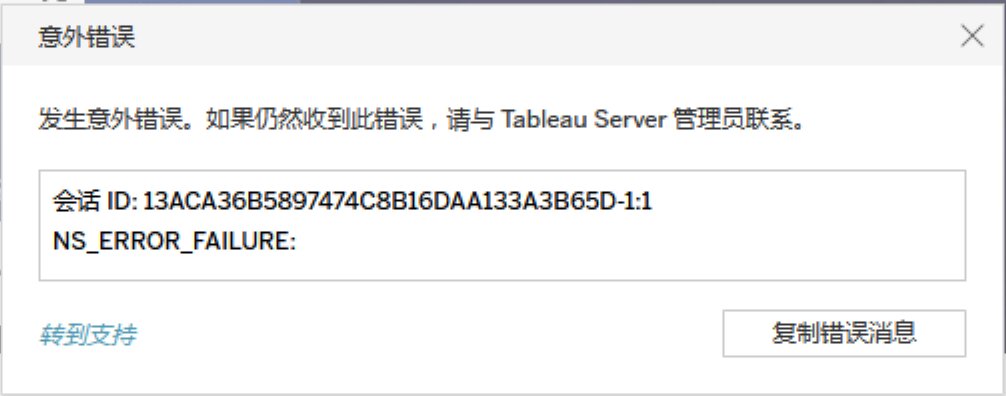 意外错误
发生意外错误。如果仍然收到此错误，请与 Tableau Server 管理员联系。
会话 ID: 13ACA36B5897474C8B16DAA133A3B65D-1:1
NS_ERROR_FAILURE:
转到支持
复制错误消息